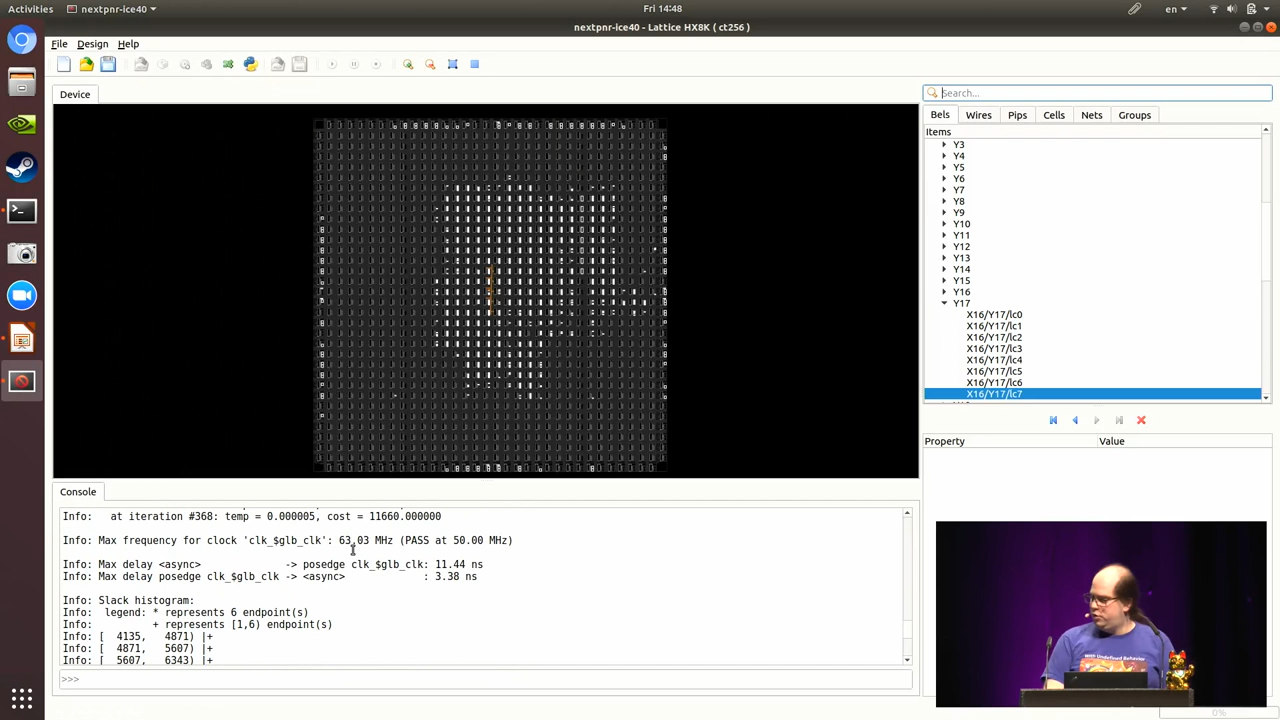 Activities
nextpnr-ice40
Fri 14:48
en
nextpnr-ice40 - Lattice HX8K ( ct256 )
File Design Help
Device
Search...
Bels Wires Pips Cells Nets Groups
Items
Y3
Y4
Y5
Y6
Y7
Y8
Y9
Y10
Y11
Y12
Y13
Y14
Y15
Y16
Y17
X16/Y17/lc0
X16/Y17/lc1
X16/Y17/lc2
X16/Y17/lc3
X16/Y17/lc4
X16/Y17/lc5
X16/Y17/lc6
X16/Y17/lc7
Property Value
Console
Info: at iteration #368: temp = 0.000005, cost = 11660.000000
Info: Max frequency for clock 'clk_$glb_clk': 63.03 MHz (PASS at 50.00 MHz)
Info: Max delay <async> -> posedge clk_$glb_clk: 11.44 ns
Info: Max delay posedge clk_$glb_clk -> <async> : 3.38 ns
Info: Slack histogram:
Info: legend: * represents 6 endpoint(s)
Info: + represents [1,6) endpoint(s)
Info: [ 4135, 4871) |+
Info: [ 4871, 5607) |+
Info: [ 5607, 6343) |+
>>>
With Undefined Behavior
0%